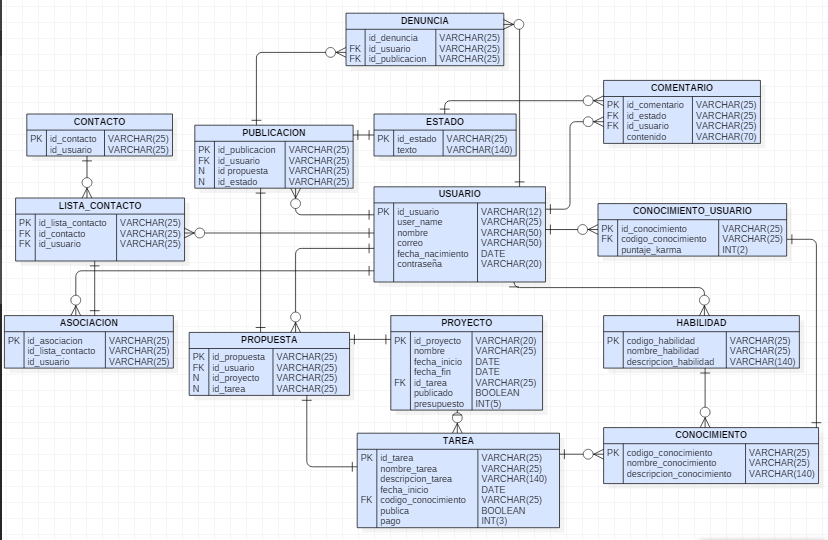 DENUNCIA
id_denuncia VARCHAR(25)
FK id_usuario VARCHAR(25)
FK id_publicacion VARCHAR(25)
COMENTARIO
PK id_comentario VARCHAR(25)
FK id_estado VARCHAR(25)
FK id_usuario VARCHAR(25)
contenido VARCHAR(70)
CONTACTO
PK id_contacto VARCHAR(25)
id_usuario VARCHAR(25)
PUBLICACION
PK id_publicacion VARCHAR(25)
FK id_usuario VARCHAR(25)
N id propuesta VARCHAR(25)
N id_estado VARCHAR(25)
ESTADO
PK id_estado VARCHAR(25)
texto VARCHAR(140)
USUARIO
PK id_usuario VARCHAR(12)
user_name VARCHAR(25)
nombre VARCHAR(50)
correo VARCHAR(50)
fecha_nacimiento DATE
contraseña VARCHAR(20)
LISTA_CONTACTO
PK id_lista_contacto VARCHAR(25)
FK id_contacto VARCHAR(25)
FK id_usuario VARCHAR(25)
CONOCIMIENTO_USUARIO
PK id_conocimiento VARCHAR(25)
FK codigo_conocimiento VARCHAR(25)
puntaje_karma INT(2)
ASOCIACION
PK id_asociacion VARCHAR(25)
id_lista_contacto VARCHAR(25)
id_usuario VARCHAR(25)
PROPUESTA
PK id_propuesta VARCHAR(25)
FK id_usuario VARCHAR(25)
N id_proyecto VARCHAR(25)
N id_tarea VARCHAR(25)
PROYECTO
PK id_proyecto VARCHAR(20)
nombre VARCHAR(25)
fecha_inicio DATE
fecha_fin DATE
FK id_tarea VARCHAR(25)
publicado BOOLEAN
presupuesto INT(5)
HABILIDAD
PK codigo_habilidad VARCHAR(25)
nombre_habilidad VARCHAR(25)
descripion_habilidad VARCHAR(140)
TAREA
PK id_tarea VARCHAR(25)
nombre_tarea VARCHAR(25)
descripcion_tarea VARCHAR(140)
fecha_inicio DATE
FK codigo_conocimiento VARCHAR(25)
publica BOOLEAN
pago INT(3)
CONOCIMIENTO
PK codigo_conocimiento VARCHAR(25)
nombre_conocimiento VARCHAR(25)
descripcion_conocimiento VARCHAR(140)